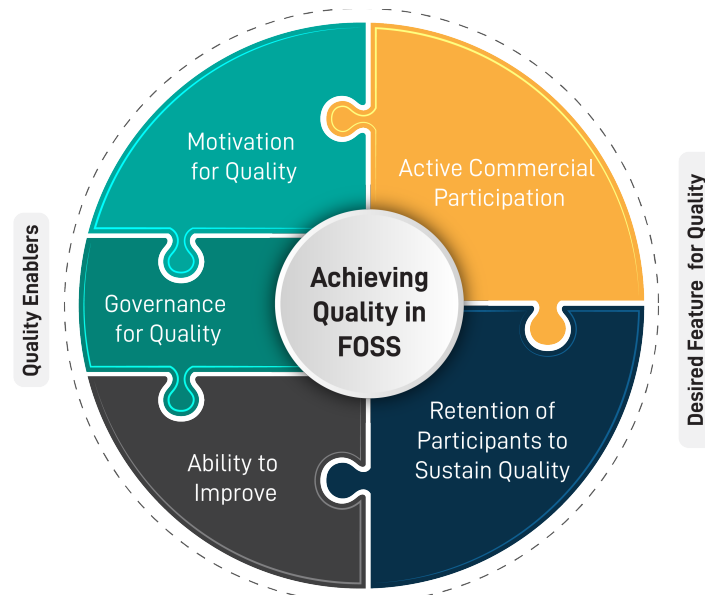 Motivation
for Quality
Active Commercial
Participation
Quality Enablers
Governance
for Quality
Achieving
Quality in
FOSS
Desired Feature  for Quality
Ability to
Improve
Retention of
Participants to
Sustain Quality